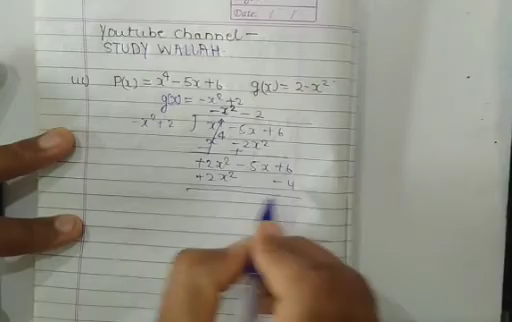 Date / /
Youtube channel -
STUDY WALLAH.
iii) P(x) = x⁴ - 5x + 6 g(x) = 2 - x²
g(x) = -x² + 2
-x² - 2
-x² + 2 ) x⁴ - 5x + 6
x⁴ - 2x²
- +
+2x² - 5x + 6
+2x² - 4